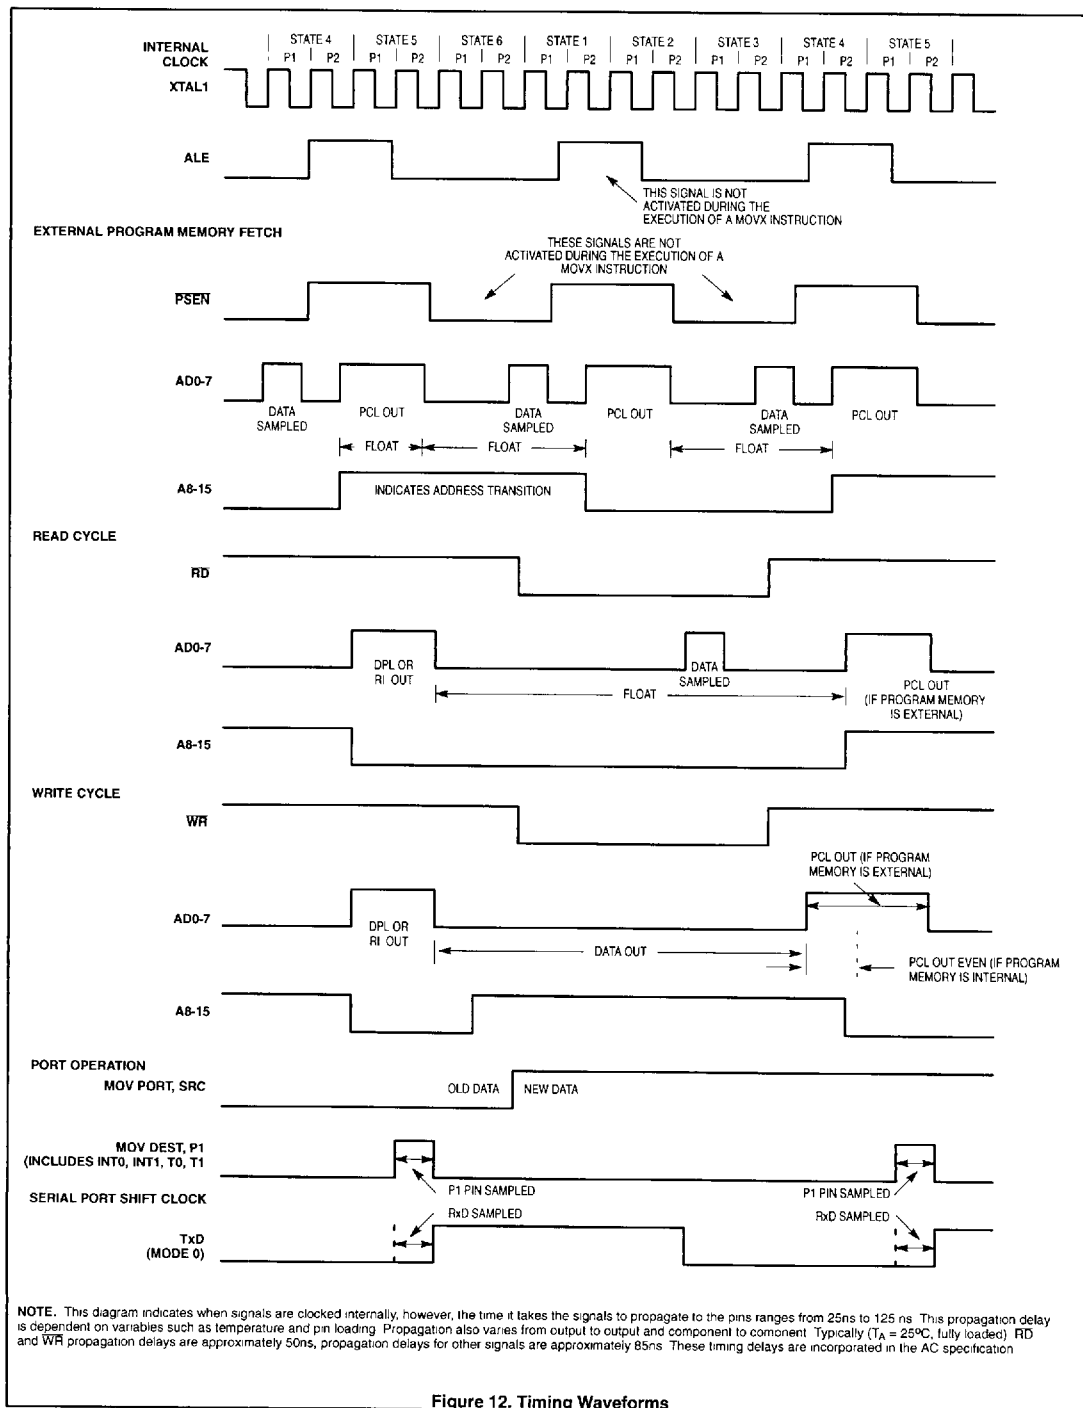 INTERNAL CLOCK
STATE 4 STATE 5 STATE 6 STATE 1 STATE 2 STATE 3 STATE 4 STATE 5
P1 P2 P1 P2 P1 P2 P1 P2 P1 P2 P1 P2 P1 P2 P1 P2
XTAL1
ALE
THIS SIGNAL IS NOT
ACTIVATED DURING THE
EXECUTION OF A MOVX INSTRUCTION
EXTERNAL PROGRAM MEMORY FETCH
THESE SIGNALS ARE NOT
ACTIVATED DURING THE EXECUTION OF A
MOVX INSTRUCTION
PSEN
AD0-7
DATA SAMPLED
PCL OUT
DATA SAMPLED
PCL OUT
DATA SAMPLED
PCL OUT
FLOAT FLOAT FLOAT
A8-15
INDICATES ADDRESS TRANSITION
READ CYCLE
RD
AD0-7
DPL OR
RI OUT
DATA
SAMPLED
FLOAT
PCL OUT
(IF PROGRAM MEMORY
IS EXTERNAL)
A8-15
WRITE CYCLE
WR
PCL OUT (IF PROGRAM
MEMORY IS EXTERNAL)
AD0-7
DPL OR
RI OUT
DATA OUT
PCL OUT EVEN (IF PROGRAM
MEMORY IS INTERNAL)
A8-15
PORT OPERATION
MOV PORT, SRC
OLD DATA NEW DATA
MOV DEST, P1
(INCLUDES INT0, INT1, T0, T1
P1 PIN SAMPLED P1 PIN SAMPLED
SERIAL PORT SHIFT CLOCK
RxD SAMPLED RxD SAMPLED
TxD
(MODE 0)
NOTE. This diagram indicates when signals are clocked internally, however, the time it takes the signals to propagate to the pins ranges from 25ns to 125 ns This propagation delay
is dependent on variables such as temperature and pin loading Propagation also varies from output to output and component to comonent Typically (TA = 25ºC, fully loaded) RD
and WR propagation delays are approximately 50ns, propagation delays for other signals are approximately 85ns These timing delays are incorporated in the AC specification
Figure 12. Timing Waveforms